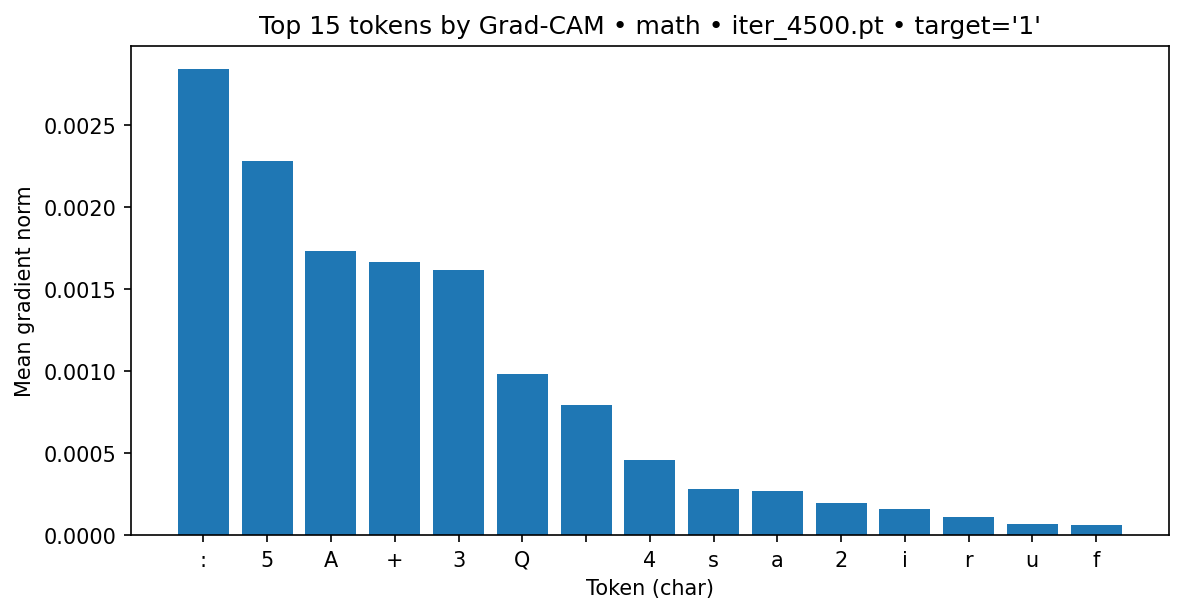 Top 15 tokens by Grad-CAM • math • iter_4500.pt • target='1'
Mean gradient norm
0.0025
0.0020
0.0015
0.0010
0.0005
0.0000
: 5 A + 3 Q 4 s a 2 i r u f
Token (char)